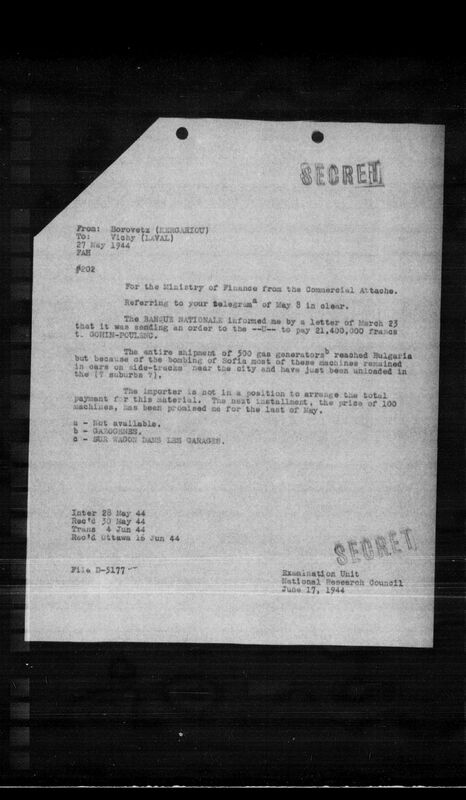 SECRET
From: Borovetz (KERGARIOU)
To: Vichy (LAVAL)
27 May 1944
FAH
#202
For the Ministry of Finance from the Commercial Attache.
Referring to your telegram a of May 8 in clear.
The BANQUE NATIONALE informed me by a letter of March 23
that it was sending an order to the --U-- to pay 21,400,000 francs
t. GOHIN-POULENC.
The entire shipment of 500 gas generators b reached Bulgaria
but because of the bombing of Sofia most of these machines remained
in cars on side-tracks near the city and have just been unloaded in
the (? suburbs ?).
The importer is not in a position to arrange the total
payment for this material. The next installment, the price of 100
machines, has been promised me for the last of May.
a - Not available.
b - GAZOGENES.
c - SUR WAGON DANS LES GARAGES.
Inter 28 May 44
Rec'd 30 May 44
Trans 4 Jun 44
Rec'd Ottawa 16 Jun 44
SECRET
File D-5177
Examination Unit
National Research Council
June 17, 1944